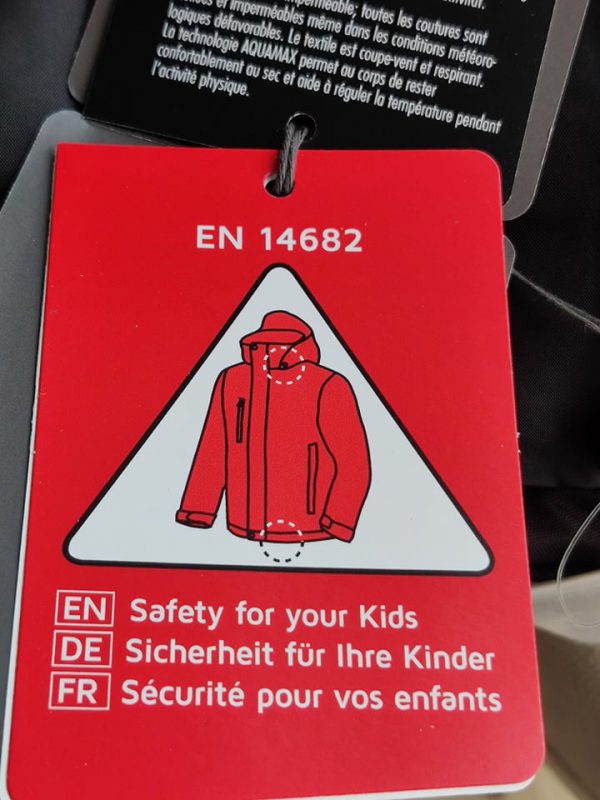 toutes les coutures sont
et imperméables même dans les conditions météoro-
logiques défavorables. Le textile est coupe-vent et respirant.
La technologie AQUAMAX permet au corps de rester
confortablement au sec et aide à réguler la température pendant
l'activité physique.
EN 14682
EN Safety for your Kids
DE Sicherheit für Ihre Kinder
FR Sécurité pour vos enfants